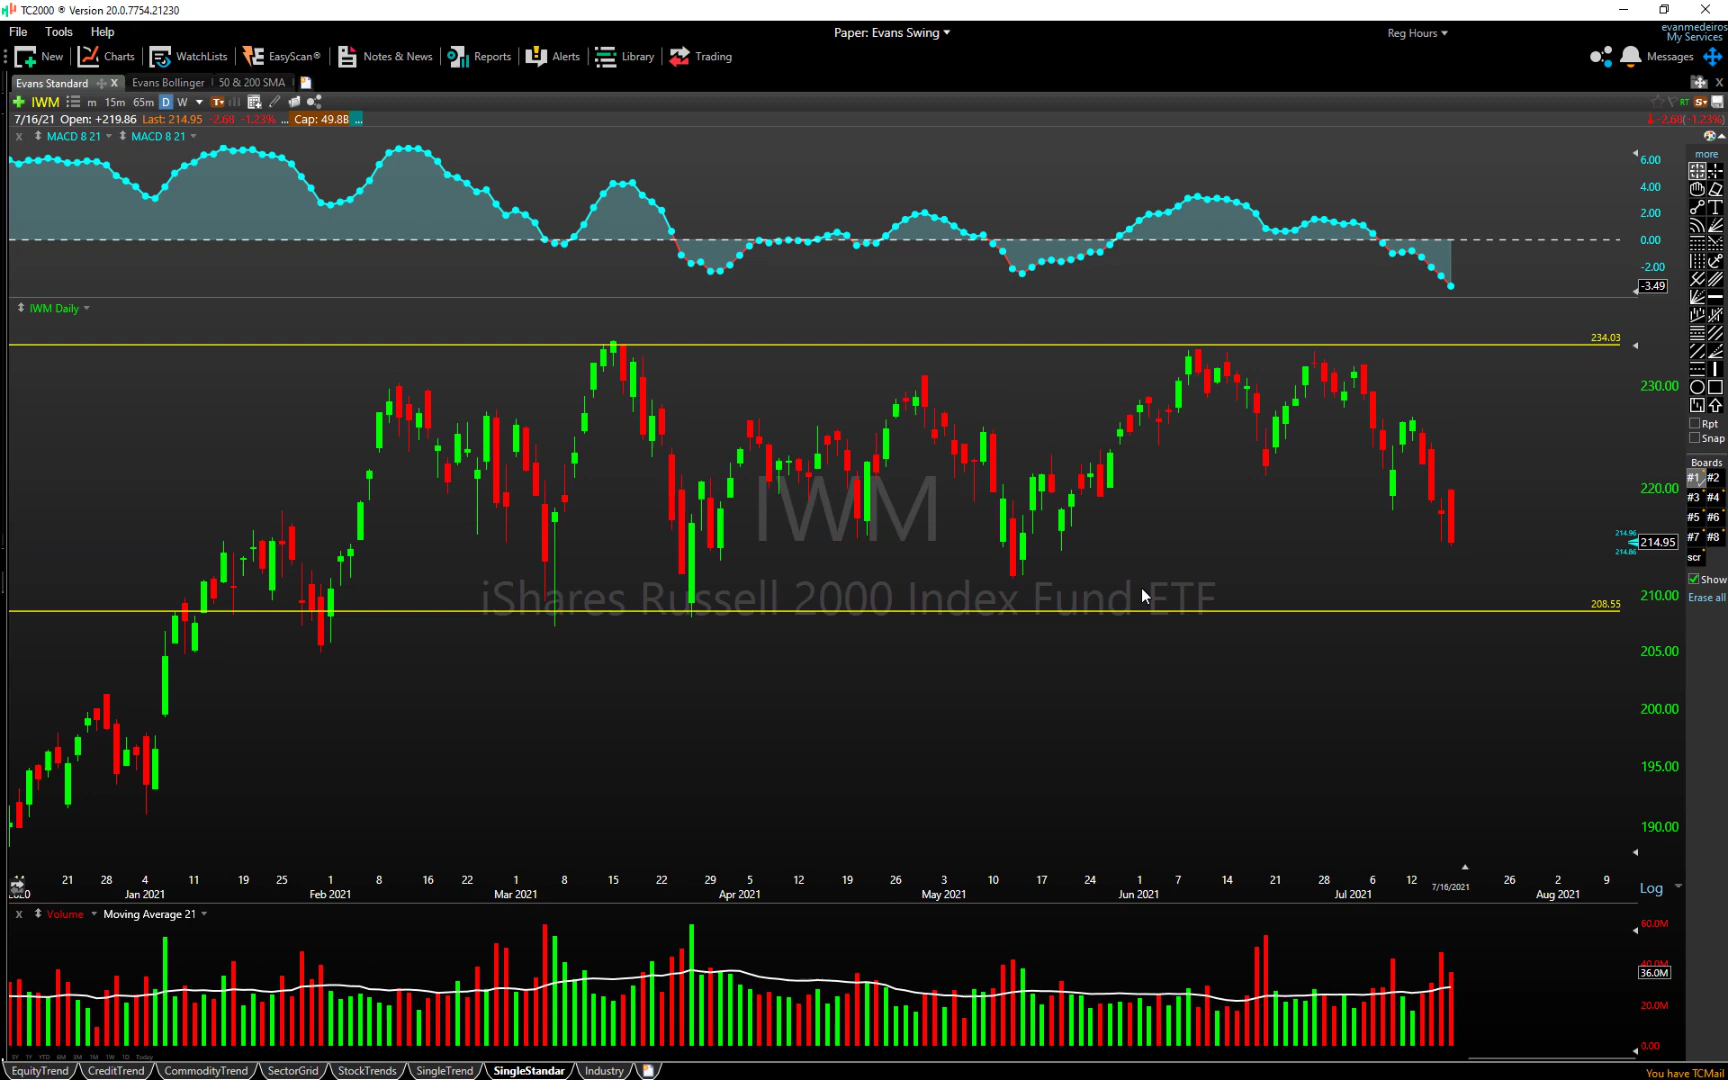 TC2000 ® Version 20.0.7754.21230
File Tools Help
Paper: Evans Swing
Reg Hours
evanmedeiros
My Services
New Charts WatchLists EasyScan® Notes & News Reports Alerts Library Trading
Messages
Evans Standard X Evans Bollinger 50 & 200 SMA
IWM m 15m 65m D W
RT
7/16/21 Open: +219.86 Last: 214.95 -2.68 -1.23% ... Cap: 49.8B ...
-2.68(-1.23%)
X MACD 8 21 MACD 8 21
more
6.00
4.00
2.00
0.00
-2.00
-3.49
IWM Daily
234.03
230.00
Rpt
Snap
Boards
#1 #2
#3 #4
#5 #6
#7 #8
scr
Show
Erase all
IWM
iShares Russell 2000 Index Fund ETF
220.00
214.96
214.95
214.86
210.00
208.55
205.00
200.00
195.00
190.00
21 28 4 11 19 25 1 8 16 22 1 8 15 22 29 5 12 19 26 3 10 17 24 1 7 14 21 28 6 12 26 2 9
Jan 2021 Feb 2021 Mar 2021 Apr 2021 May 2021 Jun 2021 Jul 2021 7/16/2021 Aug 2021
Log
X Volume Moving Average 21
60.0M
40.0M
36.0M
20.0M
0.00
EquityTrend CreditTrend CommodityTrend SectorGrid StockTrends SingleTrend SingleStandar Industry
You have TCMail